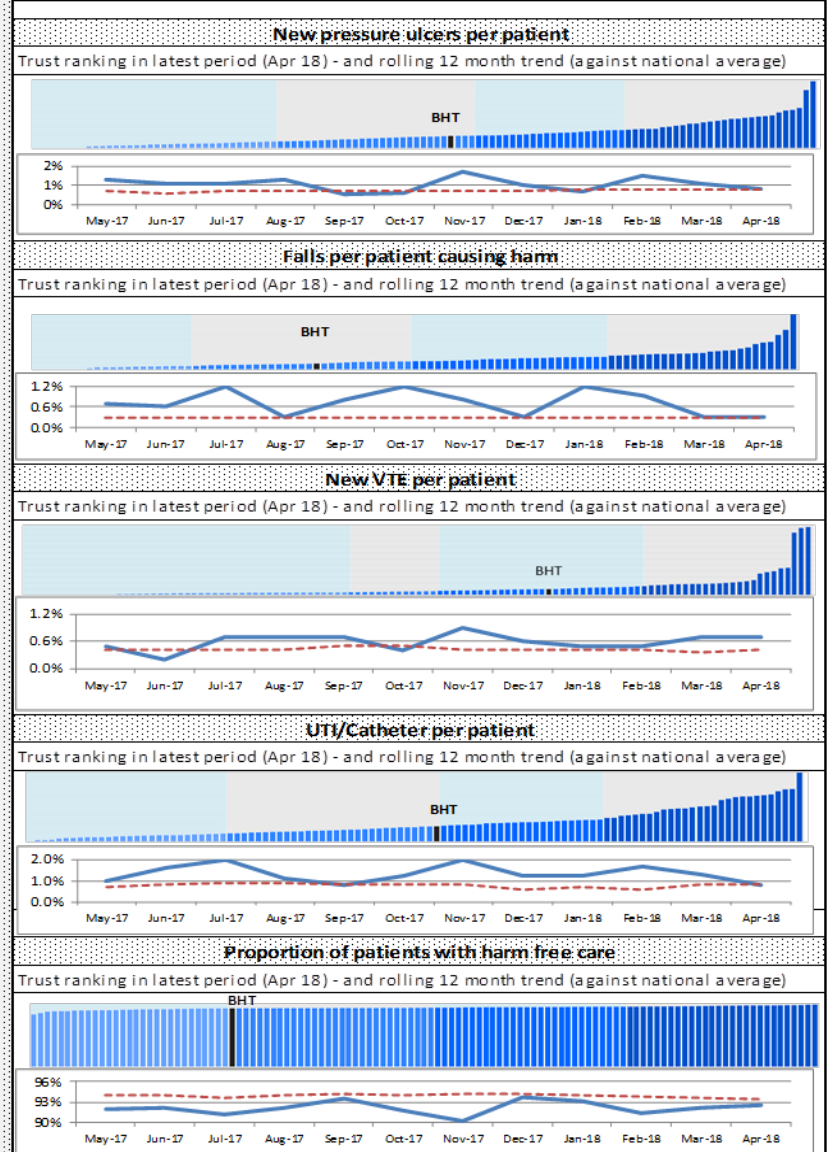 New pressure ulcers per patient
Trust ranking in latest period (Apr 18) - and rolling 12 month trend (against national average)
BHT
2%
1%
0%
May-17 Jun-17 Jul-17 Aug-17 Sep-17 Oct-17 Nov-17 Dec-17 Jan-18 Feb-18 Mar-18 Apr-18
Falls per patient causing harm
Trust ranking in latest period (Apr 18) - and rolling 12 month trend (against national average)
BHT
1.2%
0.6%
0.0%
May-17 Jun-17 Jul-17 Aug-17 Sep-17 Oct-17 Nov-17 Dec-17 Jan-18 Feb-18 Mar-18 Apr-18
New VTE per patient
Trust ranking in latest period (Apr 18) - and rolling 12 month trend (against national average)
BHT
1.2%
0.6%
0.0%
May-17 Jun-17 Jul-17 Aug-17 Sep-17 Oct-17 Nov-17 Dec-17 Jan-18 Feb-18 Mar-18 Apr-18
UTI/Catheter per patient
Trust ranking in latest period (Apr 18) - and rolling 12 month trend (against national average)
BHT
2.0%
1.0%
0.0%
May-17 Jun-17 Jul-17 Aug-17 Sep-17 Oct-17 Nov-17 Dec-17 Jan-18 Feb-18 Mar-18 Apr-18
Proportion of patients with harm free care
Trust ranking in latest period (Apr 18) - and rolling 12 month trend (against national average)
BHT
96%
93%
90%
May-17 Jun-17 Jul-17 Aug-17 Sep-17 Oct-17 Nov-17 Dec-17 Jan-18 Feb-18 Mar-18 Apr-18